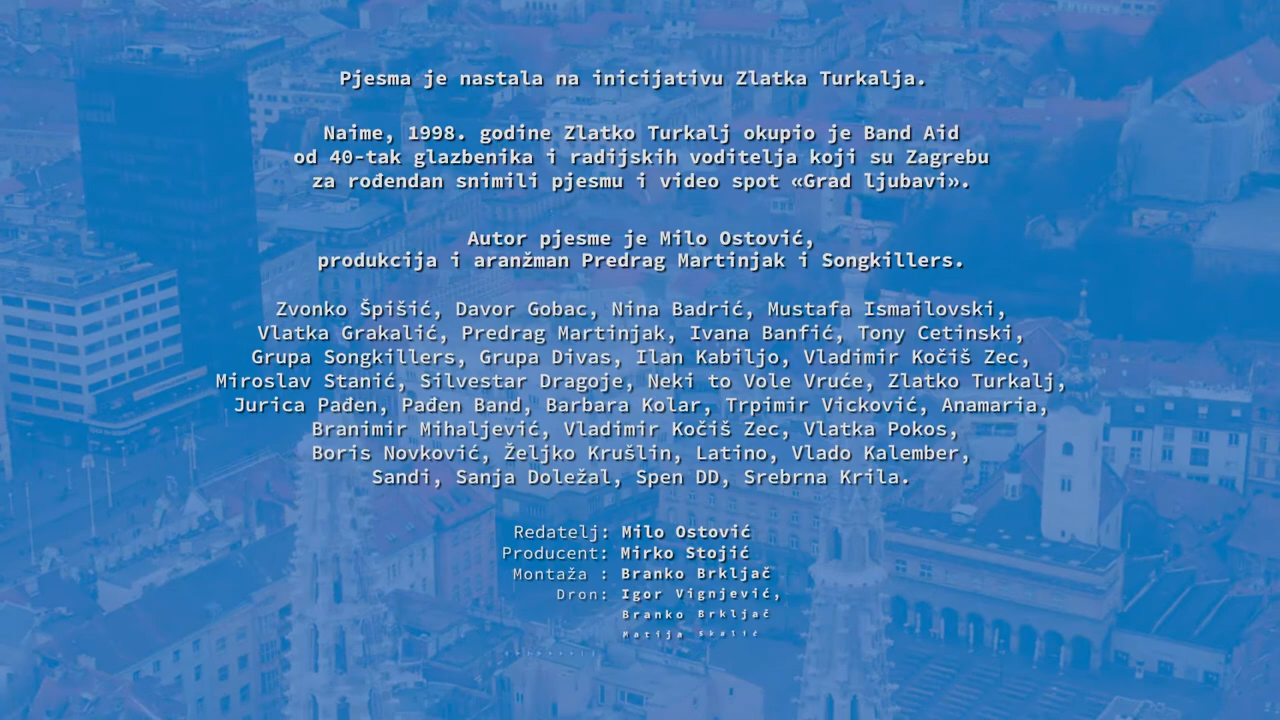 Pjesma je nastala na inicijativu Zlatka Turkalja.
Naime, 1998. godine Zlatko Turkalj okupio je Band Aid
od 40-tak glazbenika i radijskih voditelja koji su Zagrebu
za rođendan snimili pjesmu i video spot «Grad ljubavi».
Autor pjesme je Milo Ostović,
produkcija i aranžman Predrag Martinjak i Songkillers.
Zvonko Špišić, Davor Gobac, Nina Badrić, Mustafa Ismailovski,
Vlatka Grakalić, Predrag Martinjak, Ivana Banfić, Tony Cetinski,
Grupa Songkillers, Grupa Divas, Ilan Kabiljo, Vladimir Kočiš Zec,
Miroslav Stanić, Silvestar Dragoje, Neki to Vole Vruće, Zlatko Turkalj,
Jurica Pađen, Pađen Band, Barbara Kolar, Trpimir Vicković, Anamaria,
Branimir Mihaljević, Vladimir Kočiš Zec, Vlatka Pokos,
Boris Novković, Željko Krušlin, Latino, Vlado Kalember,
Sandi, Sanja Doležal, Spen DD, Srebrna Krila.
Redatelj: Milo Ostović
Producent: Mirko Stojić
Montaža : Branko Brkljač
Dron: Igor Vignjević,
Branko Brkljač
Matija Skalić